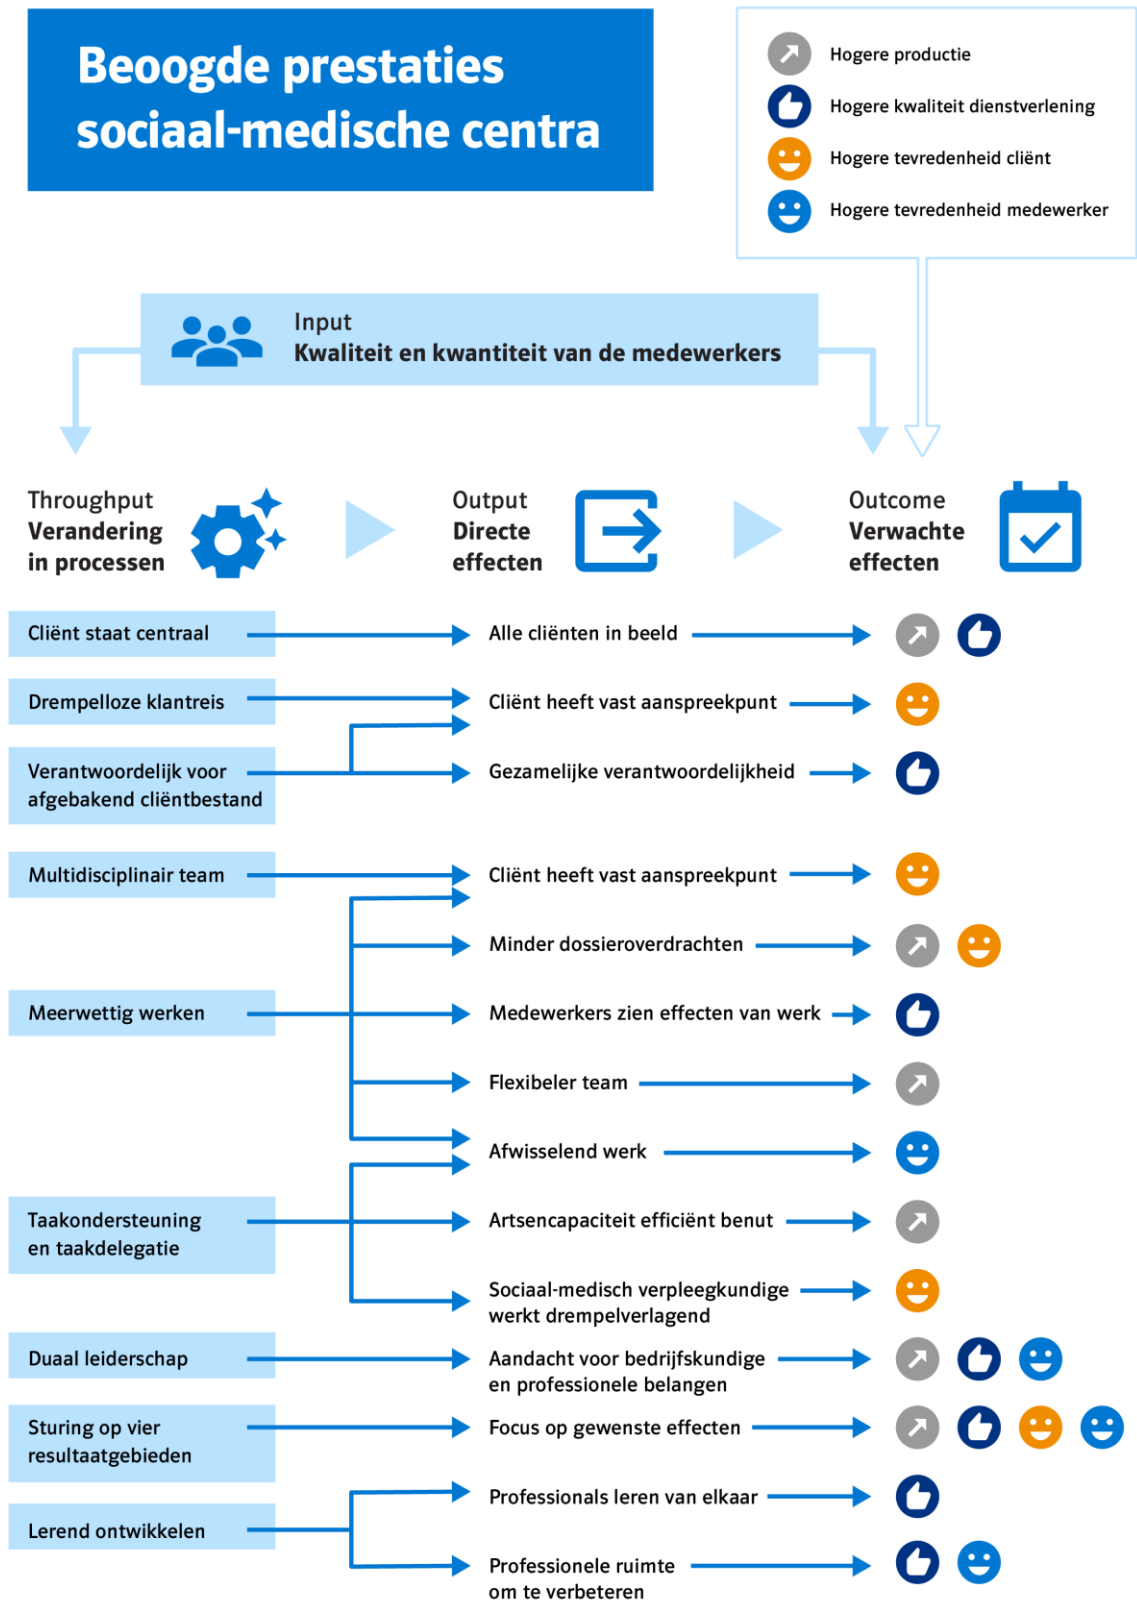 Beoogde prestaties
sociaal-medische centra
Hogere productie
Hogere kwaliteit dienstverlening
Hogere tevredenheid cliënt
Hogere tevredenheid medewerker
Input
Kwaliteit en kwantiteit van de medewerkers
Throughput
Verandering
in processen
Output
Directe
effecten
Outcome
Verwachte
effecten
Cliënt staat centraal
Alle cliënten in beeld
Drempelloze klantreis
Cliënt heeft vast aanspreekpunt
Verantwoordelijk voor
afgebakend cliëntbestand
Gezamelijke verantwoordelijkheid
Multidisciplinair team
Cliënt heeft vast aanspreekpunt
Minder dossieroverdrachten
Meerwettig werken
Medewerkers zien effecten van werk
Flexibeler team
Afwisselend werk
Taakondersteuning
en taakdelegatie
Artsencapaciteit efficiënt benut
Sociaal-medisch verpleegkundige
werkt drempelverlagend
Duaal leiderschap
Aandacht voor bedrijfskundige
en professionele belangen
Sturing op vier
resultaatgebieden
Focus op gewenste effecten
Professionals leren van elkaar
Lerend ontwikkelen
Professionele ruimte
om te verbeteren